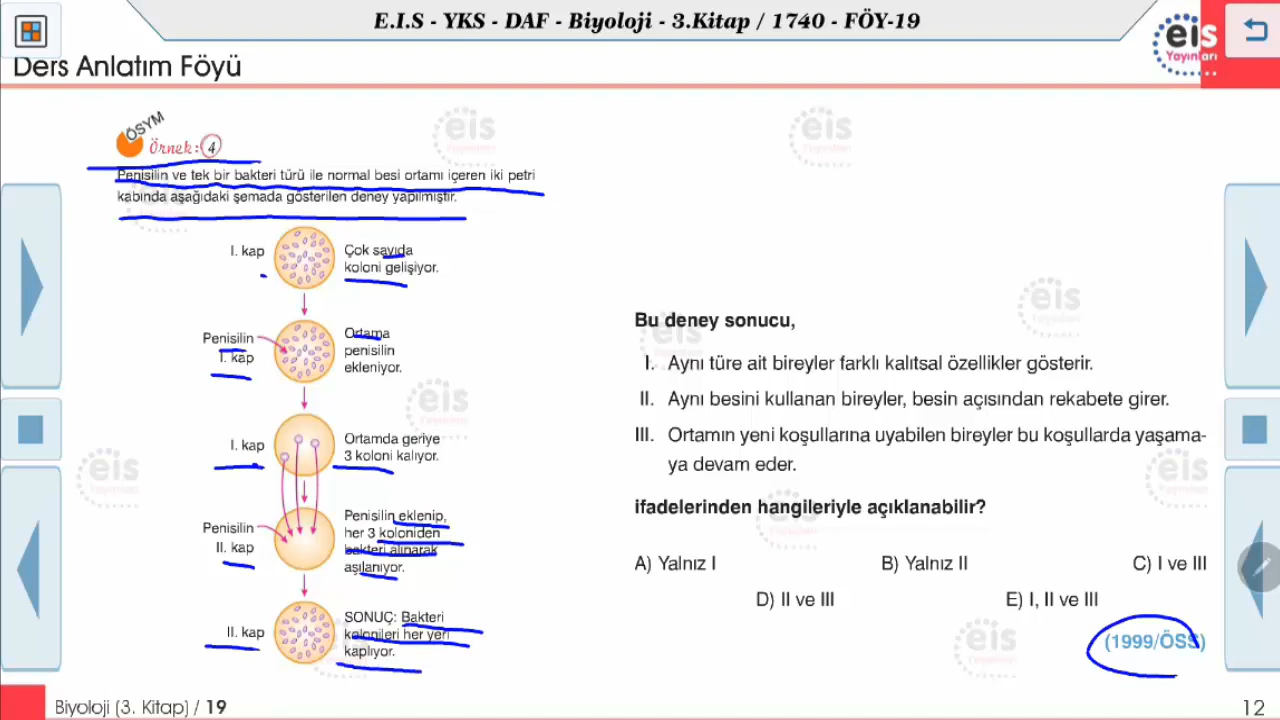 E.I.S - YKS - DAF - Biyoloji - 3.Kitap / 1740 - FÖY-19
eis
Yayınları
Ders Anlatım Föyü
ÖSYM
Örnek: 4
Penisilin ve tek bir bakteri türü ile normal besi ortamı içeren iki petri
kabında aşağıdaki şemada gösterilen deney yapılmıştır.
I. kap
Çok sayıda
koloni gelişiyor.
Penisilin
I. kap
Ortama
penisilin
ekleniyor.
I. kap
Ortamda geriye
3 koloni kalıyor.
Penisilin
II. kap
Penisilin eklenip,
her 3 koloniden
bakteri alınarak
aşılanıyor.
II. kap
SONUÇ: Bakteri
kolonileri her yeri
kaplıyor.
Bu deney sonucu,
I. Aynı türe ait bireyler farklı kalıtsal özellikler gösterir.
II. Aynı besini kullanan bireyler, besin açısından rekabete girer.
III. Ortamın yeni koşullarına uyabilen bireyler bu koşullarda yaşama-
ya devam eder.
ifadelerinden hangileriyle açıklanabilir?
A) Yalnız I B) Yalnız II C) I ve III
D) II ve III E) I, II ve III
(1999/ÖSS)
Biyoloji (3. Kitap) / 19
12